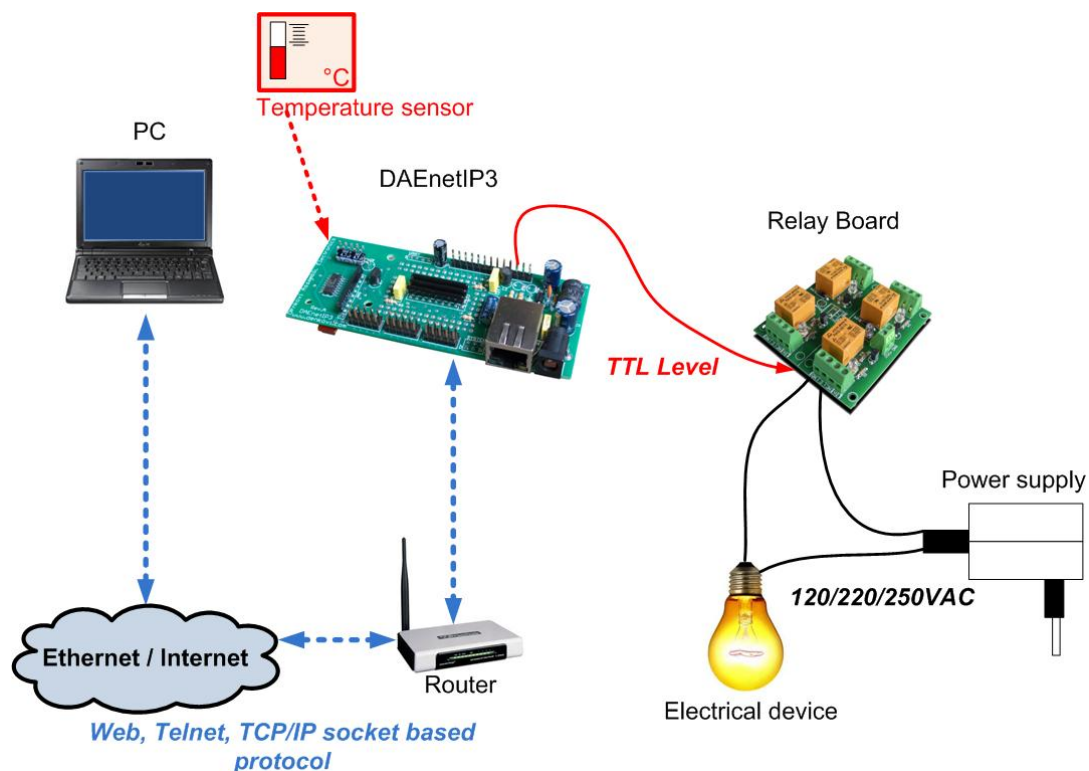 °C
Temperature sensor
PC
DAEnetIP3
Relay Board
TTL Level
Power supply
120/220/250VAC
Ethernet / Internet
Router
Electrical device
Web, Telnet, TCP/IP socket based
protocol